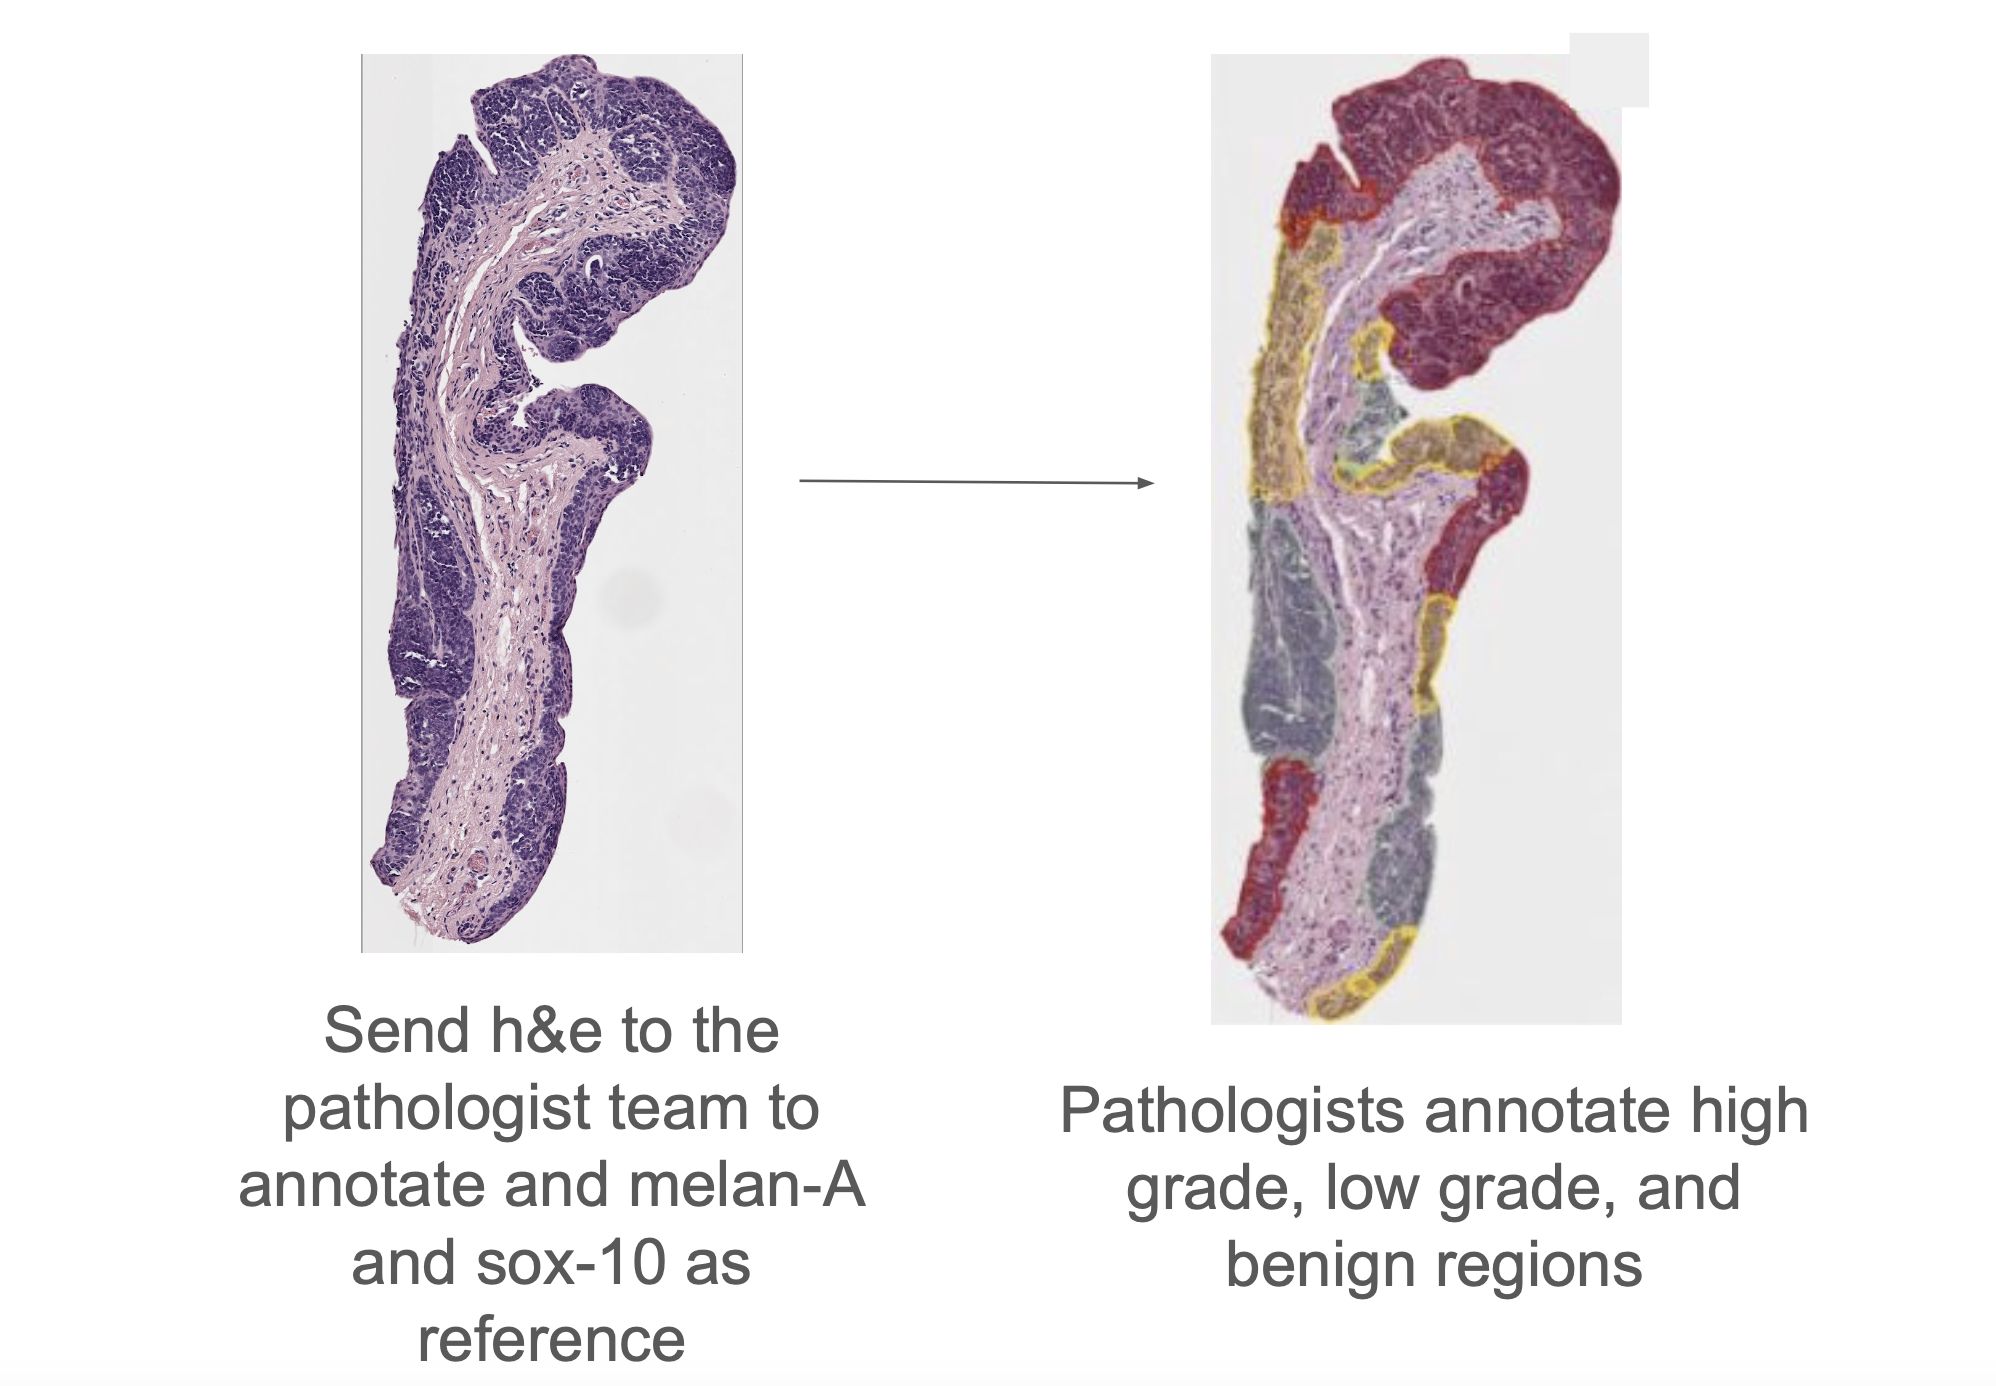 Send h&e to the
pathologist team to
annotate and melan-A
and sox-10 as
reference
Pathologists annotate high
grade, low grade, and
benign regions